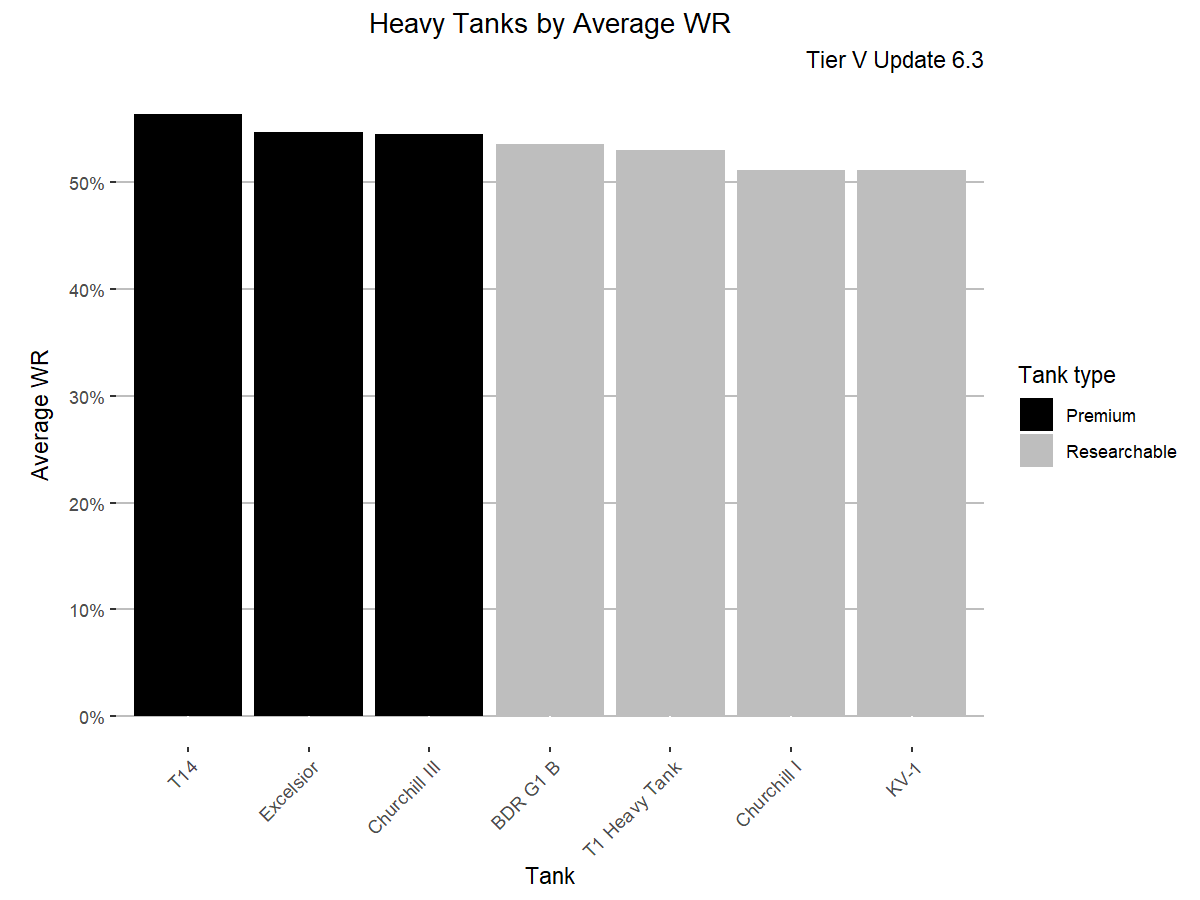 Heavy Tanks by Average WR
Tier V Update 6.3
Average WR
50%
40%
30%
20%
10%
0%
T14
Excelsior
Churchill III
BDR G1 B
T1 Heavy Tank
Churchill I
KV-1
Tank
Tank type
Premium
Researchable